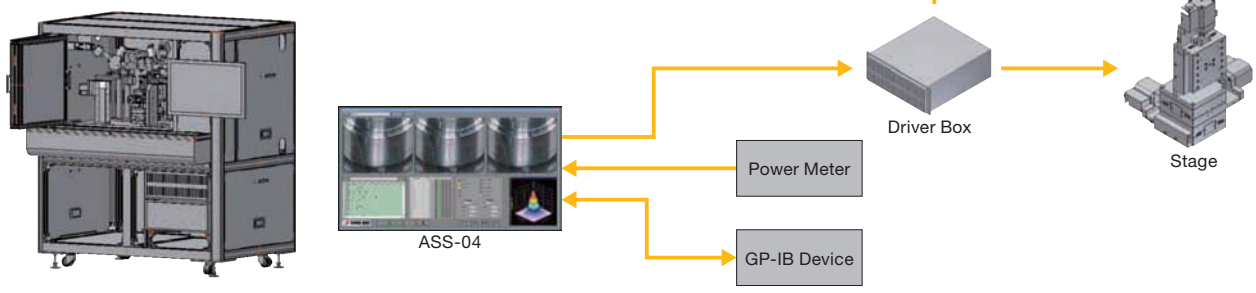 Driver Box
Stage
Power Meter
ASS-04
GP-IB Device